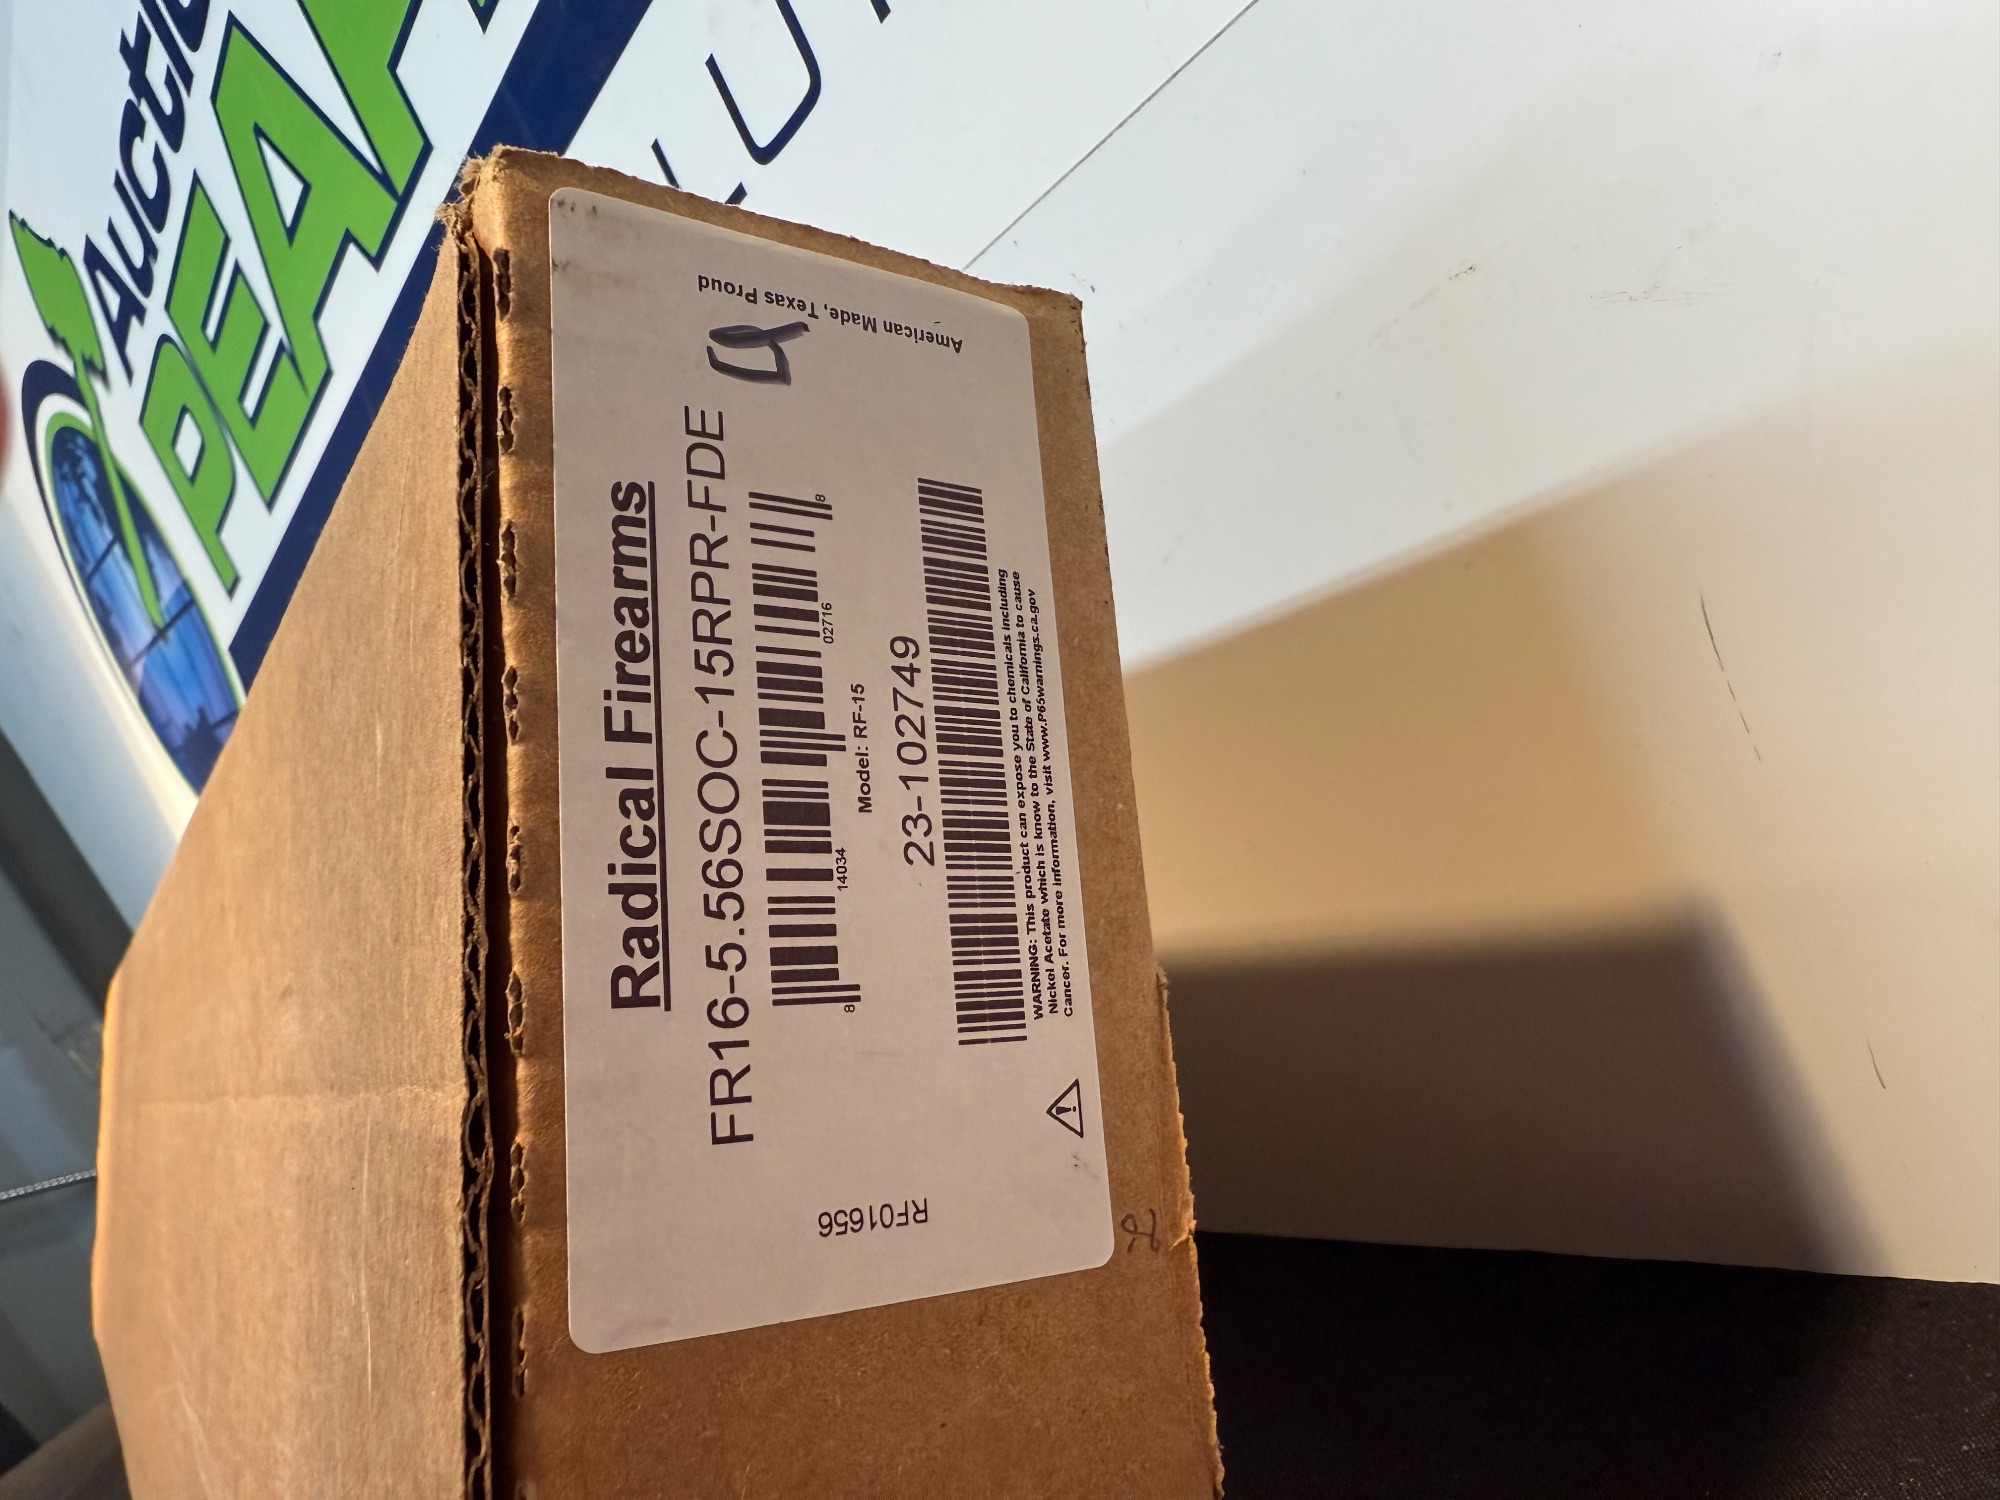 Auctio
PEA
Radical Firearms
FR16-5.56SOC-15RPR-FDE
8 14034 02716 8
Model: RF-15
23-102749
WARNING: This product can expose you to chemicals including
Nickel Acetate which is know to the State of California to cause
Cancer. For more information, visit www.P65warnings.ca.gov
RF01656
American Made, Texas Proud